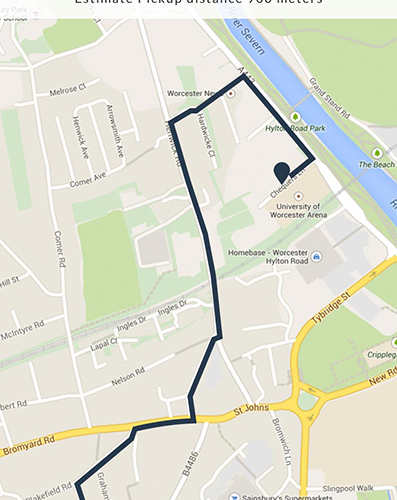 Estimate Pickup distance 900 meters
River Severn
Melrose Ct
A443
Worcester News
Grand Stand Rd
Henwick Ave
Arrowsmith Ave
Henwick Rd
Hardwicke Cl
Hylton Road Park
The Beach
Comer Ave
Chequers Ln
University of
Worcester Arena
Comer Rd
Homebase - Worcester
Hylton Road
Hill St
Tybridge St
McIntyre Rd
Ingles Dr
Ingles Dr
Lapal Cl
Nelson Rd
New Rd
St Johns
Bromyard Rd
B4486
Bromwich Ln
Slingpool Walk
Sainsbury's Supermarkets